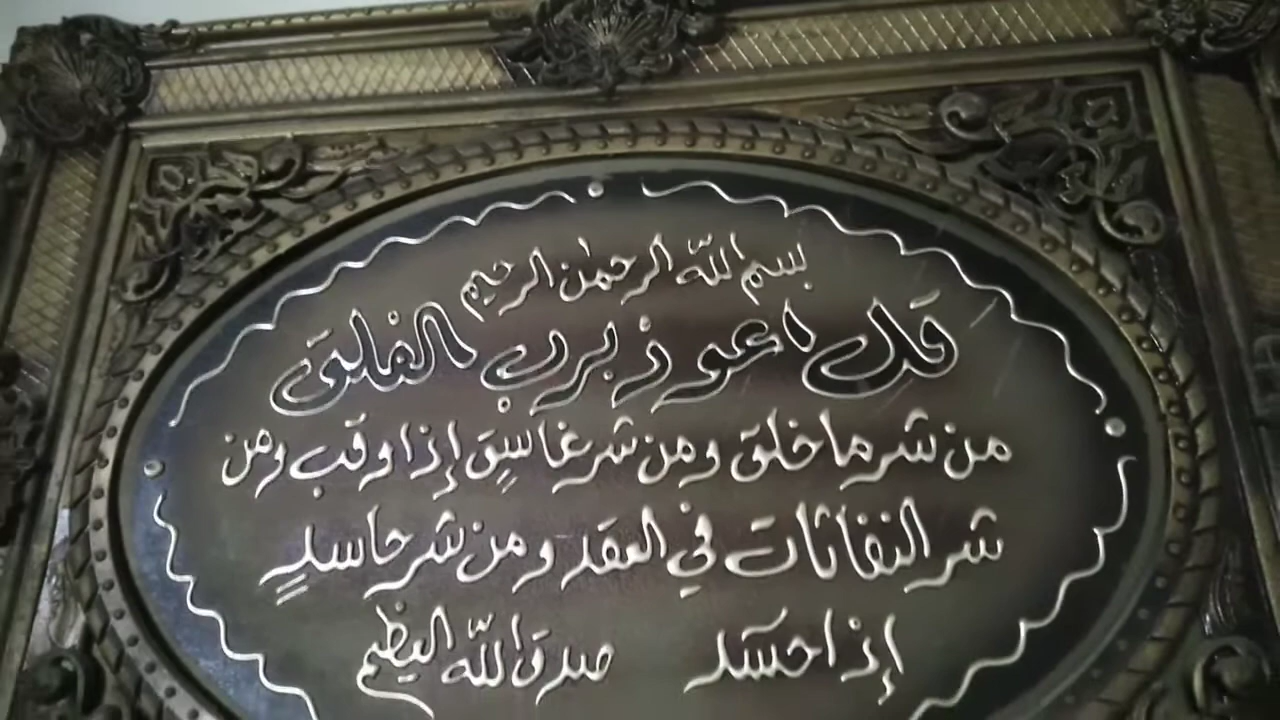 بسم الله الرحمن الرحيم
قل اعوذ برب الفلق
من شر ما خلق ومن شر غاسقٍ إذا وقب ومن
شر النفاثات في العقد ومن شر حاسدٍ
إذا حسد صدق الله العظيم